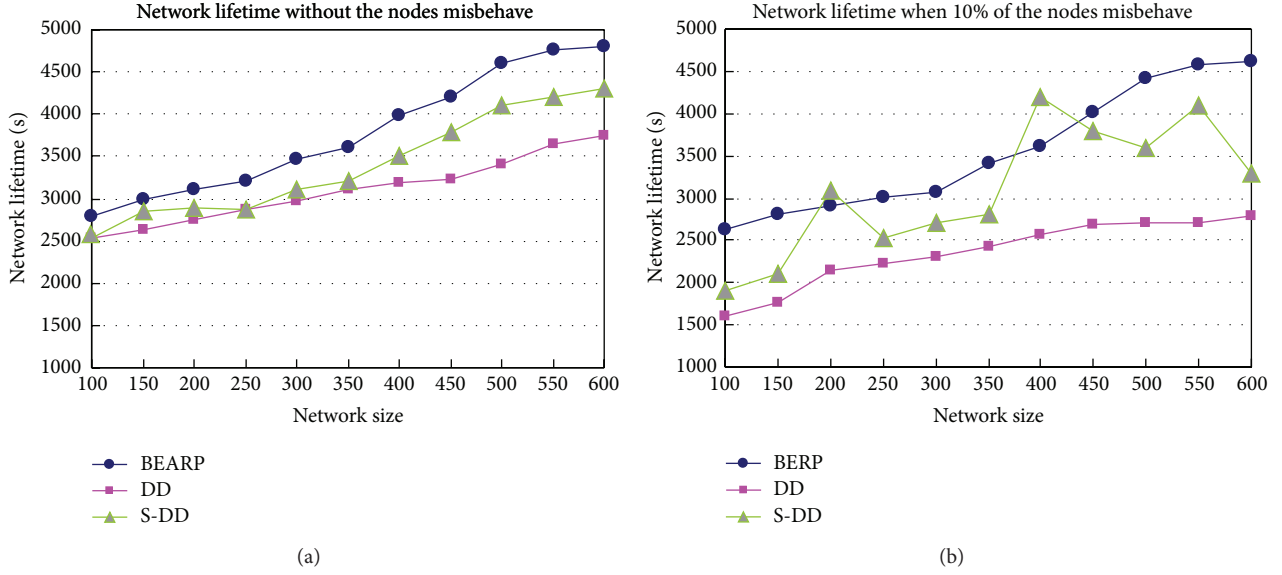 Network lifetime without the nodes misbehave
5000
4500
4000
3500
3000
2500
2000
1500
1000
Network lifetime (s)
100 150 200 250 300 350 400 450 500 550 600
Network size
BEARP
DD
S-DD
(a)
Network lifetime when 10% of the nodes misbehave
5000
4500
4000
3500
3000
2500
2000
1500
1000
Network lifetime (s)
100 150 200 250 300 350 400 450 500 550 600
Network size
BERP
DD
S-DD
(b)